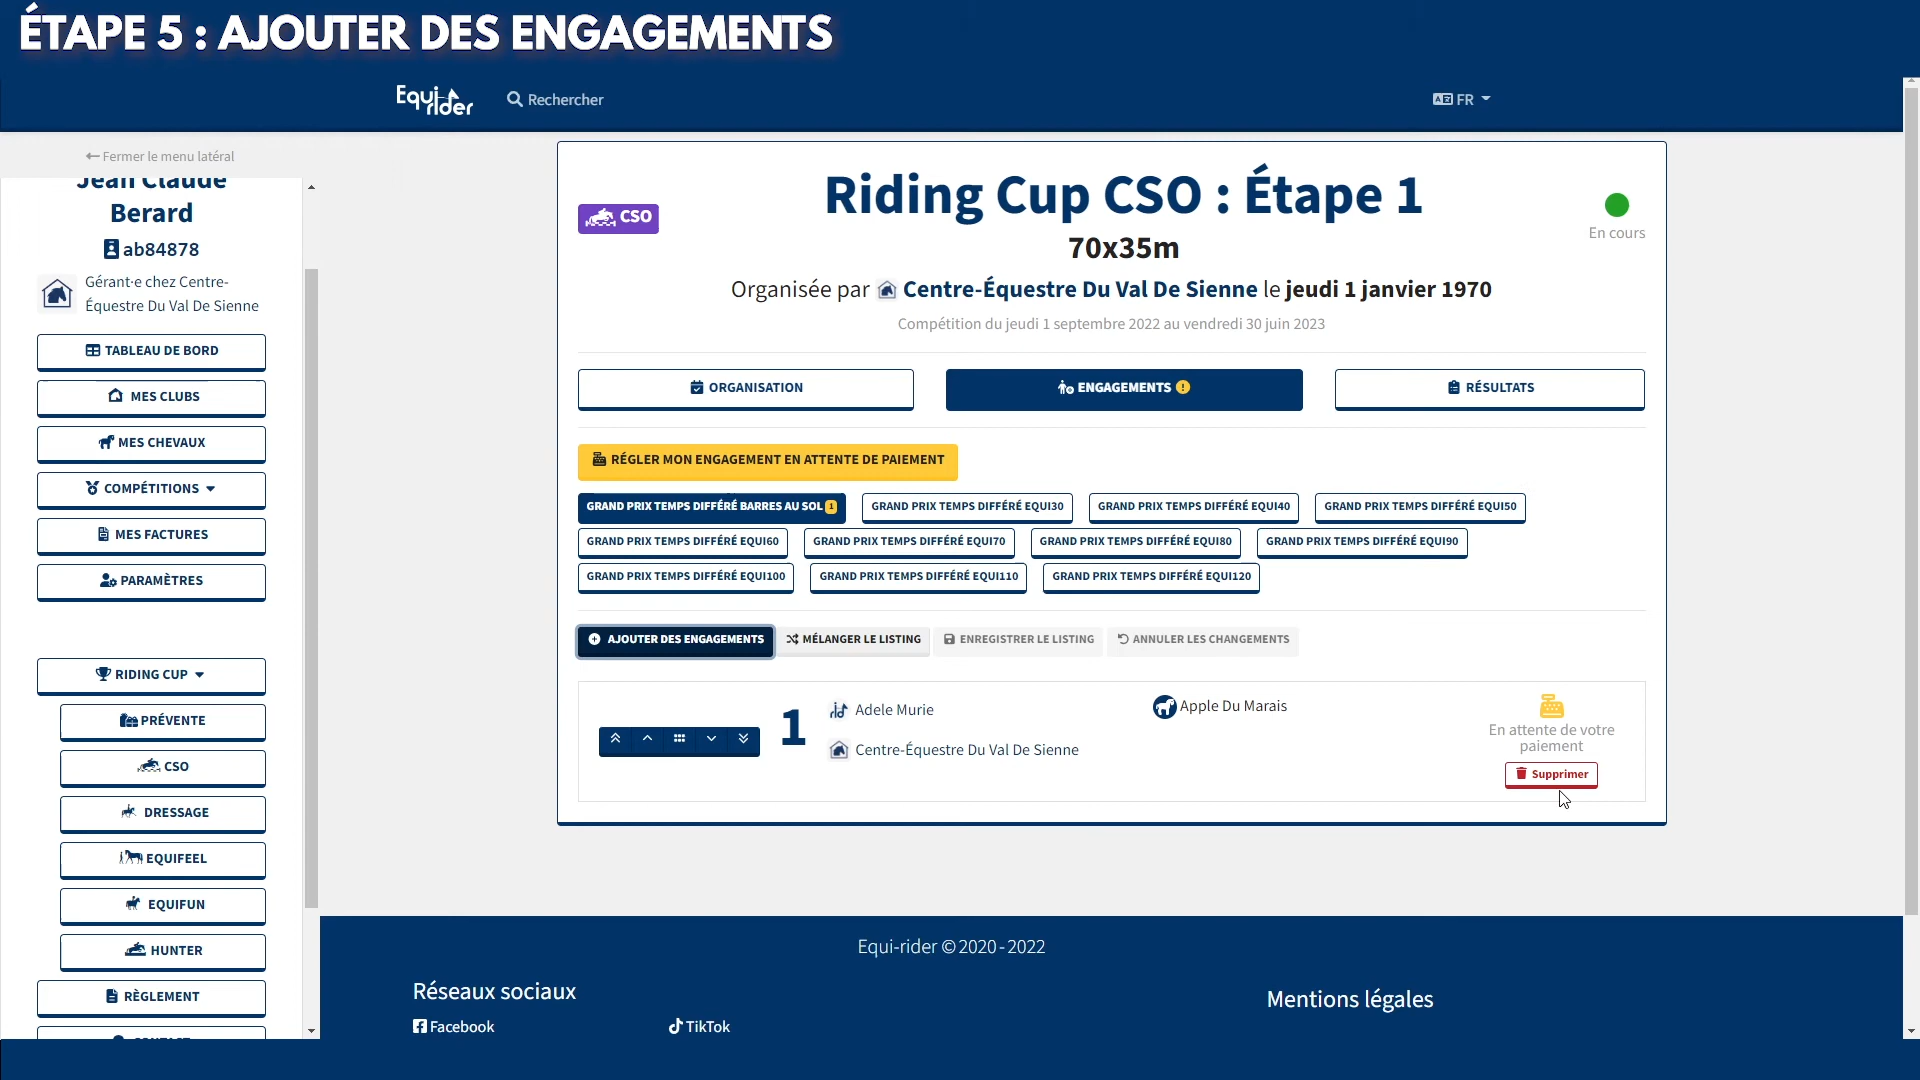 ÉTAPE 5 : AJOUTER DES ENGAGEMENTS
Equi rider
Rechercher
FR
Fermer le menu latéral
Jean Claude
Berard
ab84878
Gérant·e chez Centre-
Équestre Du Val De Sienne
TABLEAU DE BORD
MES CLUBS
MES CHEVAUX
COMPÉTITIONS
MES FACTURES
PARAMÈTRES
RIDING CUP
PRÉVENTE
CSO
DRESSAGE
EQUIFEEL
EQUIFUN
HUNTER
RÈGLEMENT
CONTACT
CSO
Riding Cup CSO : Étape 1
70x35m
En cours
Organisée par Centre-Équestre Du Val De Sienne le jeudi 1 janvier 1970
Compétition du jeudi 1 septembre 2022 au vendredi 30 juin 2023
ORGANISATION
ENGAGEMENTS !
RÉSULTATS
RÉGLER MON ENGAGEMENT EN ATTENTE DE PAIEMENT
GRAND PRIX TEMPS DIFFÉRÉ BARRES AU SOL 1
GRAND PRIX TEMPS DIFFÉRÉ EQUI30
GRAND PRIX TEMPS DIFFÉRÉ EQUI40
GRAND PRIX TEMPS DIFFÉRÉ EQUI50
GRAND PRIX TEMPS DIFFÉRÉ EQUI60
GRAND PRIX TEMPS DIFFÉRÉ EQUI70
GRAND PRIX TEMPS DIFFÉRÉ EQUI80
GRAND PRIX TEMPS DIFFÉRÉ EQUI90
GRAND PRIX TEMPS DIFFÉRÉ EQUI100
GRAND PRIX TEMPS DIFFÉRÉ EQUI110
GRAND PRIX TEMPS DIFFÉRÉ EQUI120
AJOUTER DES ENGAGEMENTS
MÉLANGER LE LISTING
ENREGISTRER LE LISTING
ANNULER LES CHANGEMENTS
1
Adele Murie
Centre-Équestre Du Val De Sienne
Apple Du Marais
En attente de votre
paiement
Supprimer
Equi-rider © 2020 - 2022
Réseaux sociaux
Facebook
TikTok
Mentions légales